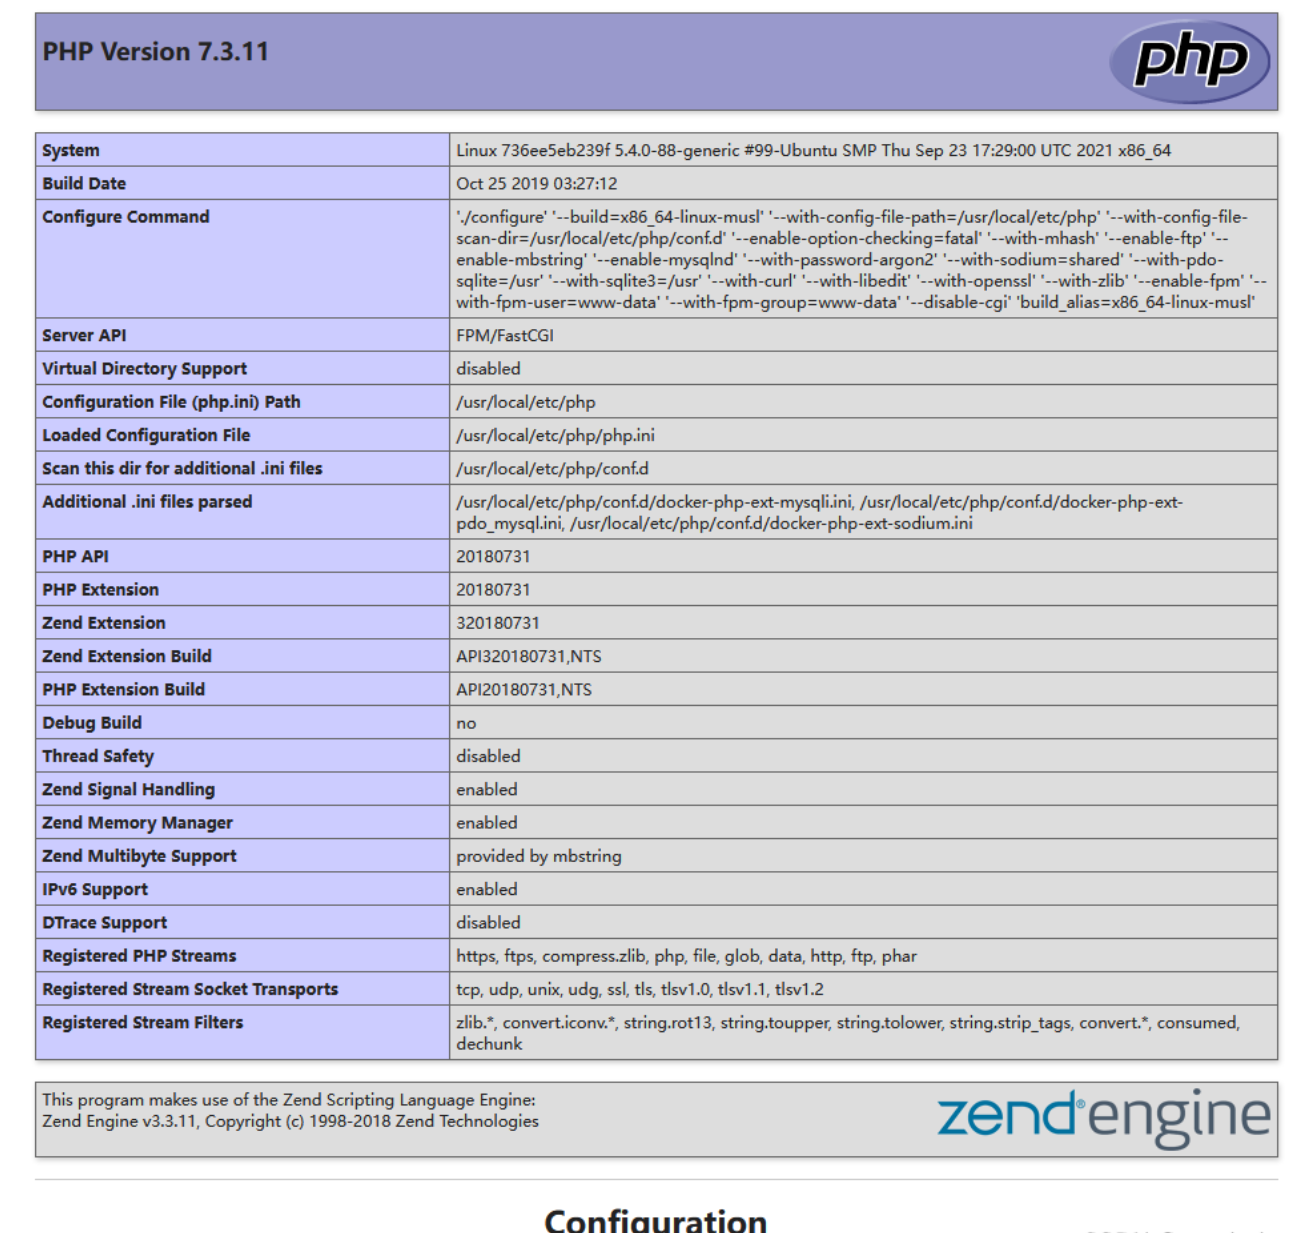 PHP Version 7.3.11
php
System Linux 736ee5eb239f 5.4.0-88-generic #99-Ubuntu SMP Thu Sep 23 17:29:00 UTC 2021 x86_64
Build Date Oct 25 2019 03:27:12
Configure Command './configure' '--build=x86_64-linux-musl' '--with-config-file-path=/usr/local/etc/php' '--with-config-file-
scan-dir=/usr/local/etc/php/conf.d' '--enable-option-checking=fatal' '--with-mhash' '--enable-ftp' '--
enable-mbstring' '--enable-mysqlnd' '--with-password-argon2' '--with-sodium=shared' '--with-pdo-
sqlite=/usr' '--with-sqlite3=/usr' '--with-curl' '--with-libedit' '--with-openssl' '--with-zlib' '--enable-fpm' '--
with-fpm-user=www-data' '--with-fpm-group=www-data' '--disable-cgi' 'build_alias=x86_64-linux-musl'
Server API FPM/FastCGI
Virtual Directory Support disabled
Configuration File (php.ini) Path /usr/local/etc/php
Loaded Configuration File /usr/local/etc/php/php.ini
Scan this dir for additional .ini files /usr/local/etc/php/conf.d
Additional .ini files parsed /usr/local/etc/php/conf.d/docker-php-ext-mysqli.ini, /usr/local/etc/php/conf.d/docker-php-ext-
pdo_mysql.ini, /usr/local/etc/php/conf.d/docker-php-ext-sodium.ini
PHP API 20180731
PHP Extension 20180731
Zend Extension 320180731
Zend Extension Build API320180731,NTS
PHP Extension Build API20180731,NTS
Debug Build no
Thread Safety disabled
Zend Signal Handling enabled
Zend Memory Manager enabled
Zend Multibyte Support provided by mbstring
IPv6 Support enabled
DTrace Support disabled
Registered PHP Streams https, ftps, compress.zlib, php, file, glob, data, http, ftp, phar
Registered Stream Socket Transports tcp, udp, unix, udg, ssl, tls, tlsv1.0, tlsv1.1, tlsv1.2
Registered Stream Filters zlib.*, convert.iconv.*, string.rot13, string.toupper, string.tolower, string.strip_tags, convert.*, consumed,
dechunk
This program makes use of the Zend Scripting Language Engine:
Zend Engine v3.3.11, Copyright (c) 1998-2018 Zend Technologies
zend® engine
Configuration